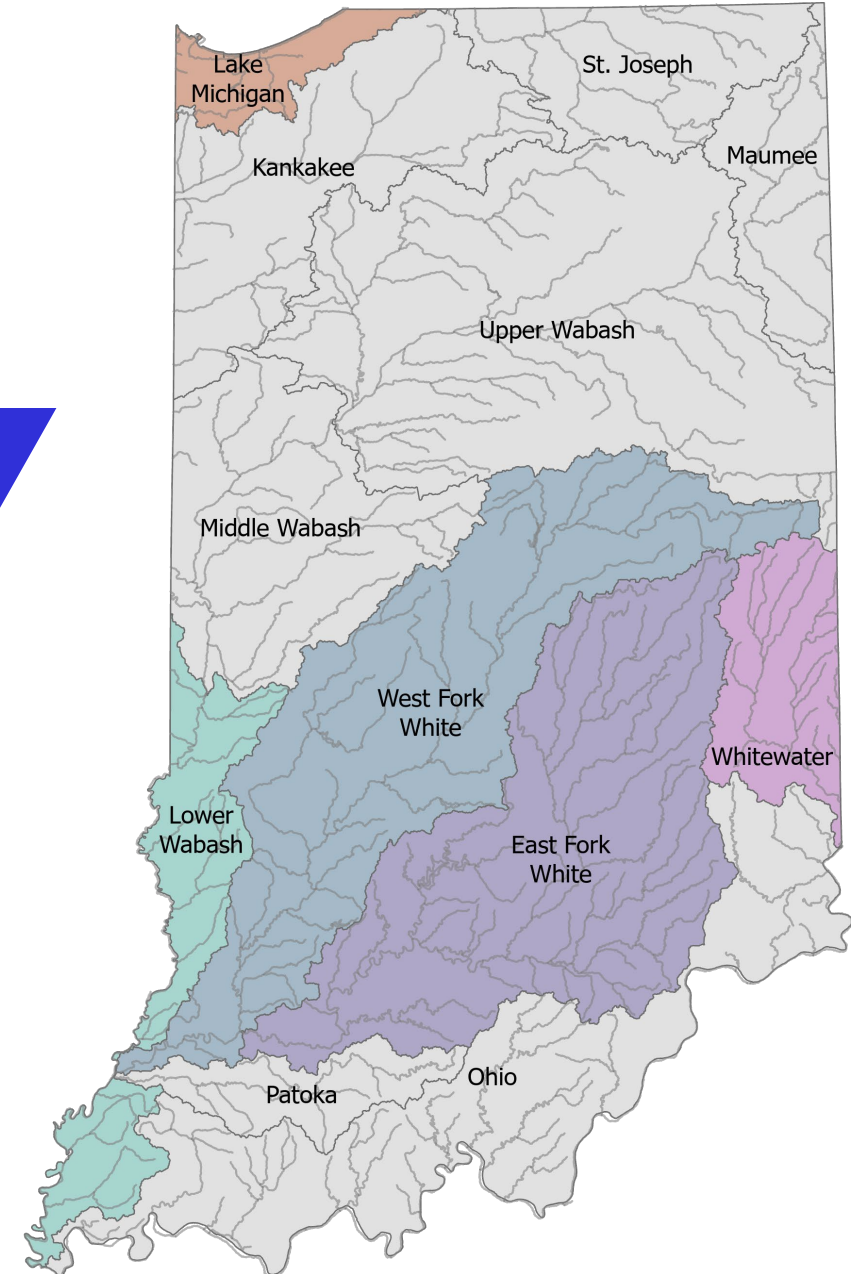 Lake
Michigan
St. Joseph
Maumee
Kankakee
Upper Wabash
Middle Wabash
West Fork
White
Whitewater
Lower
Wabash
East Fork
White
Ohio
Patoka